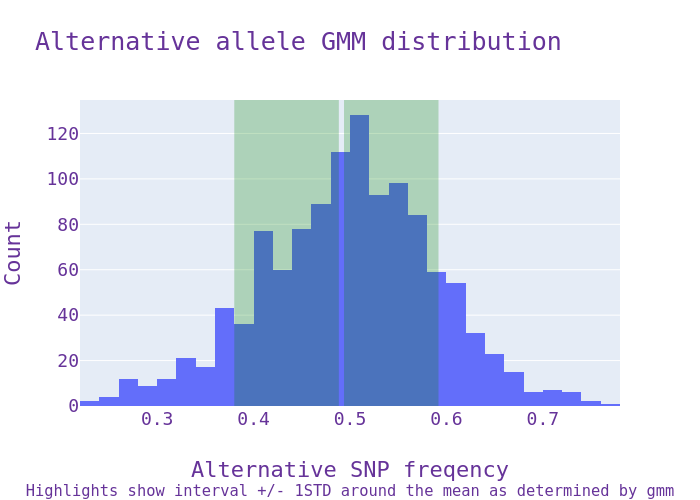 Alternative allele GMM distribution
120
100
80
60
40
20
0
Count
0.3 0.4 0.5 0.6 0.7
Alternative SNP freqency
Highlights show interval +/- 1STD around the mean as determined by gmm